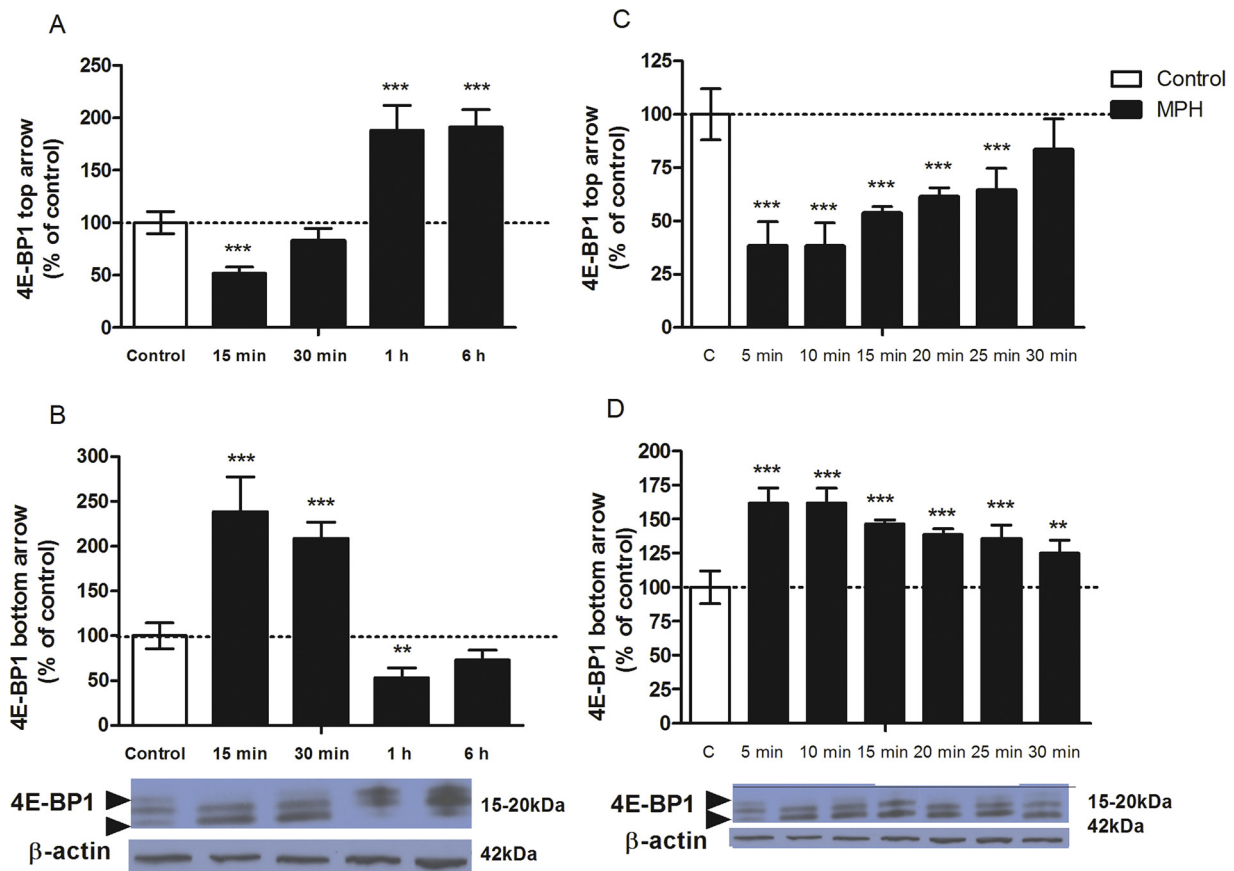 A
4E-BP1 top arrow
(% of control)
250
200
150
100
50
0
***
***
***
Control 15 min 30 min 1 h 6 h
C
4E-BP1 top arrow
(% of control)
125
100
75
50
25
0
***
***
***
***
***
C 5 min 10 min 15 min 20 min 25 min 30 min
Control
MPH
B
4E-BP1 bottom arrow
(% of control)
300
250
200
150
100
50
0
***
***
**
Control 15 min 30 min 1 h 6 h
4E-BP1
15-20kDa
β-actin
42kDa
D
4E-BP1 bottom arrow
(% of control)
200
175
150
125
100
75
50
25
0
***
***
***
***
***
**
C 5 min 10 min 15 min 20 min 25 min 30 min
4E-BP1
15-20kDa
42kDa
β-actin